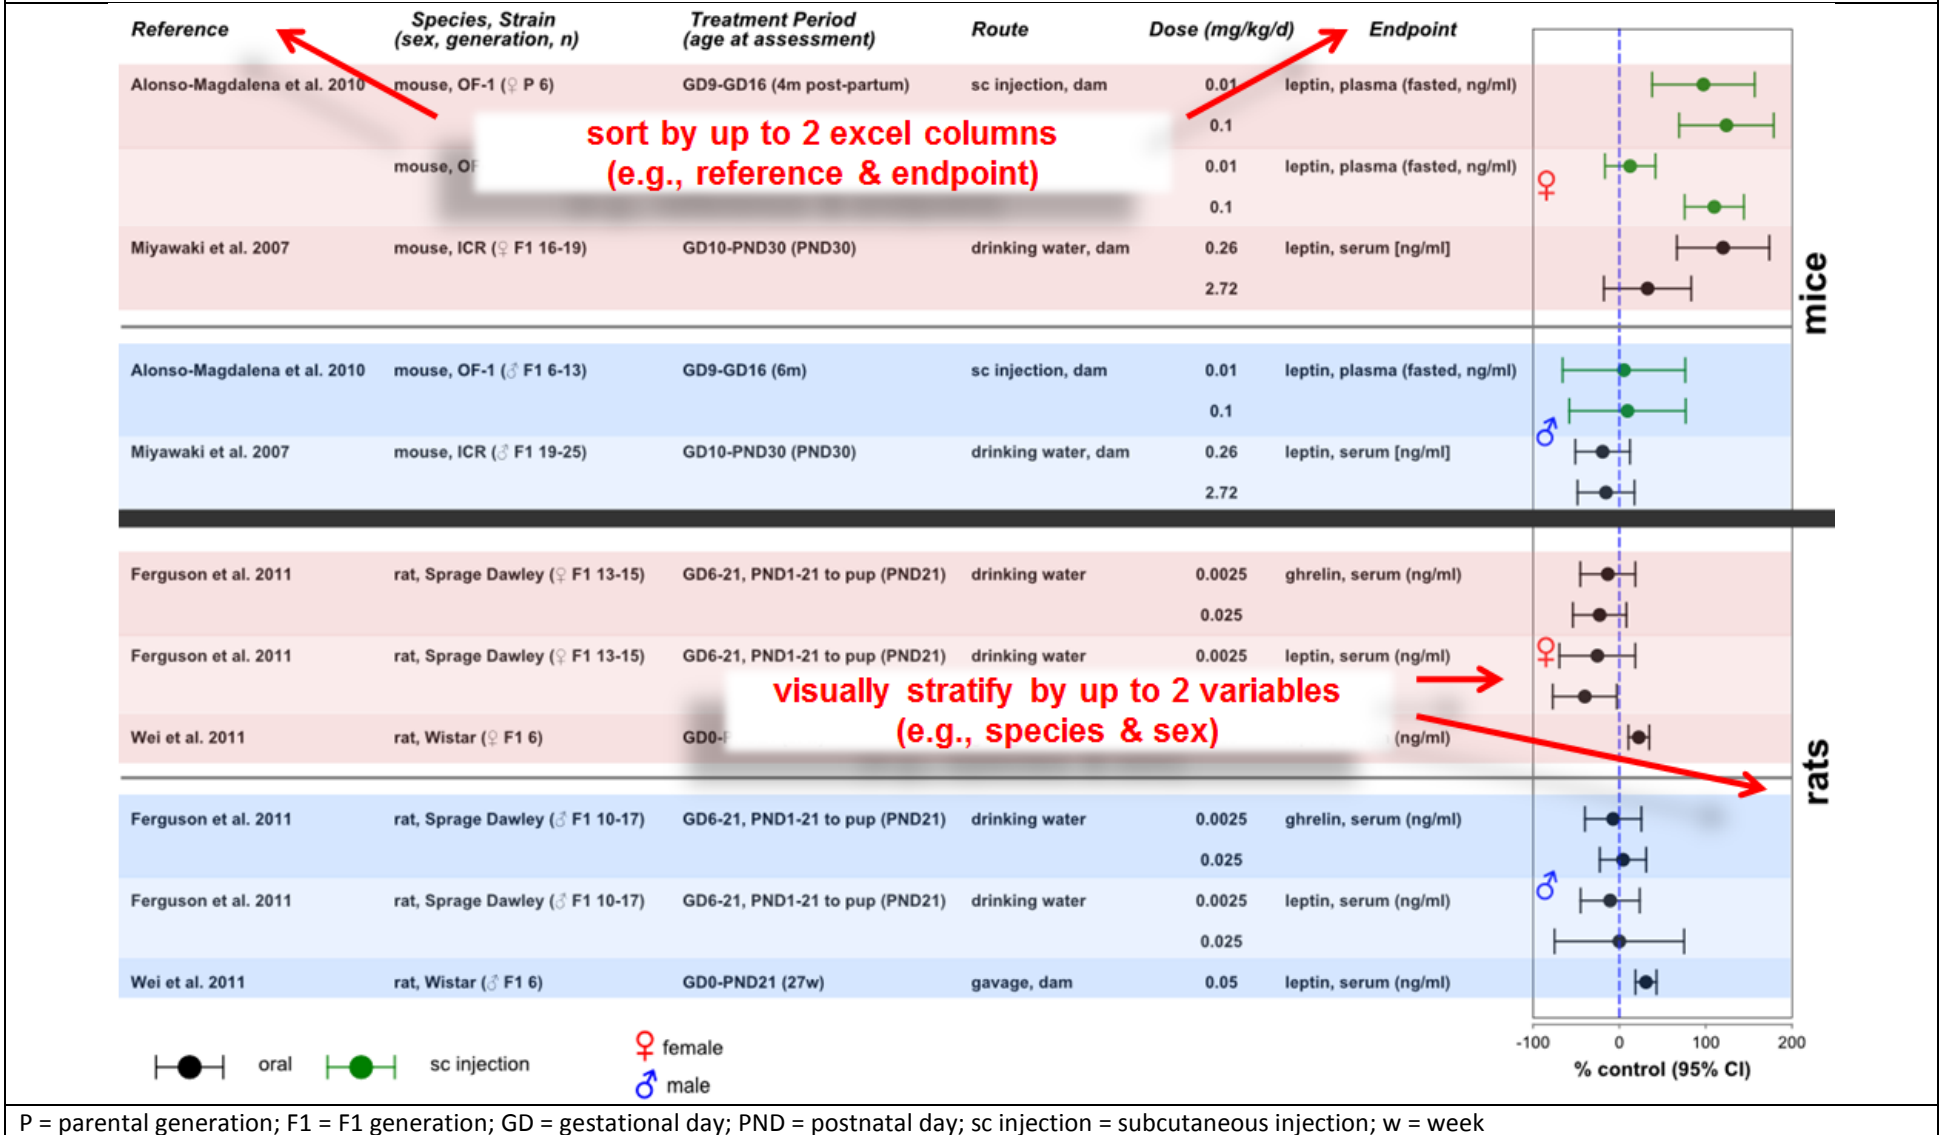 Reference Species, Strain (sex, generation, n) Treatment Period (age at assessment) Route Dose (mg/kg/d) Endpoint
Alonso-Magdalena et al. 2010 mouse, OF-1 (♀ P 6) GD9-GD16 (4m post-partum) sc injection, dam 0.01 leptin, plasma (fasted, ng/ml)
0.1
sort by up to 2 excel columns
(e.g., reference & endpoint)
mouse, 0.01 leptin, plasma (fasted, ng/ml)
♀
0.1
Miyawaki et al. 2007 mouse, ICR (♀ F1 16-19) GD10-PND30 (PND30) drinking water, dam 0.26 leptin, serum [ng/ml]
2.72
mice
Alonso-Magdalena et al. 2010 mouse, OF-1 (♂ F1 6-13) GD9-GD16 (6m) sc injection, dam 0.01 leptin, plasma (fasted, ng/ml)
0.1
♂
Miyawaki et al. 2007 mouse, ICR (♂ F1 19-25) GD10-PND30 (PND30) drinking water, dam 0.26 leptin, serum [ng/ml]
2.72
Ferguson et al. 2011 rat, Sprage Dawley (♀ F1 13-15) GD6-21, PND1-21 to pup (PND21) drinking water 0.0025 ghrelin, serum (ng/ml)
0.025
Ferguson et al. 2011 rat, Sprage Dawley (♀ F1 13-15) GD6-21, PND1-21 to pup (PND21) drinking water 0.0025 leptin, serum (ng/ml)
♀
visually stratify by up to 2 variables
(e.g., species & sex)
Wei et al. 2011 rat, Wistar (♀ F1 6) GD0- (ng/ml)
rats
Ferguson et al. 2011 rat, Sprage Dawley (♂ F1 10-17) GD6-21, PND1-21 to pup (PND21) drinking water 0.0025 ghrelin, serum (ng/ml)
0.025
♂
Ferguson et al. 2011 rat, Sprage Dawley (♂ F1 10-17) GD6-21, PND1-21 to pup (PND21) drinking water 0.0025 leptin, serum (ng/ml)
0.025
Wei et al. 2011 rat, Wistar (♂ F1 6) GD0-PND21 (27w) gavage, dam 0.05 leptin, serum (ng/ml)
-100 0 100 200
% control (95% CI)
oral sc injection
♀ female
♂ male
P = parental generation; F1 = F1 generation; GD = gestational day; PND = postnatal day; sc injection = subcutaneous injection; w = week